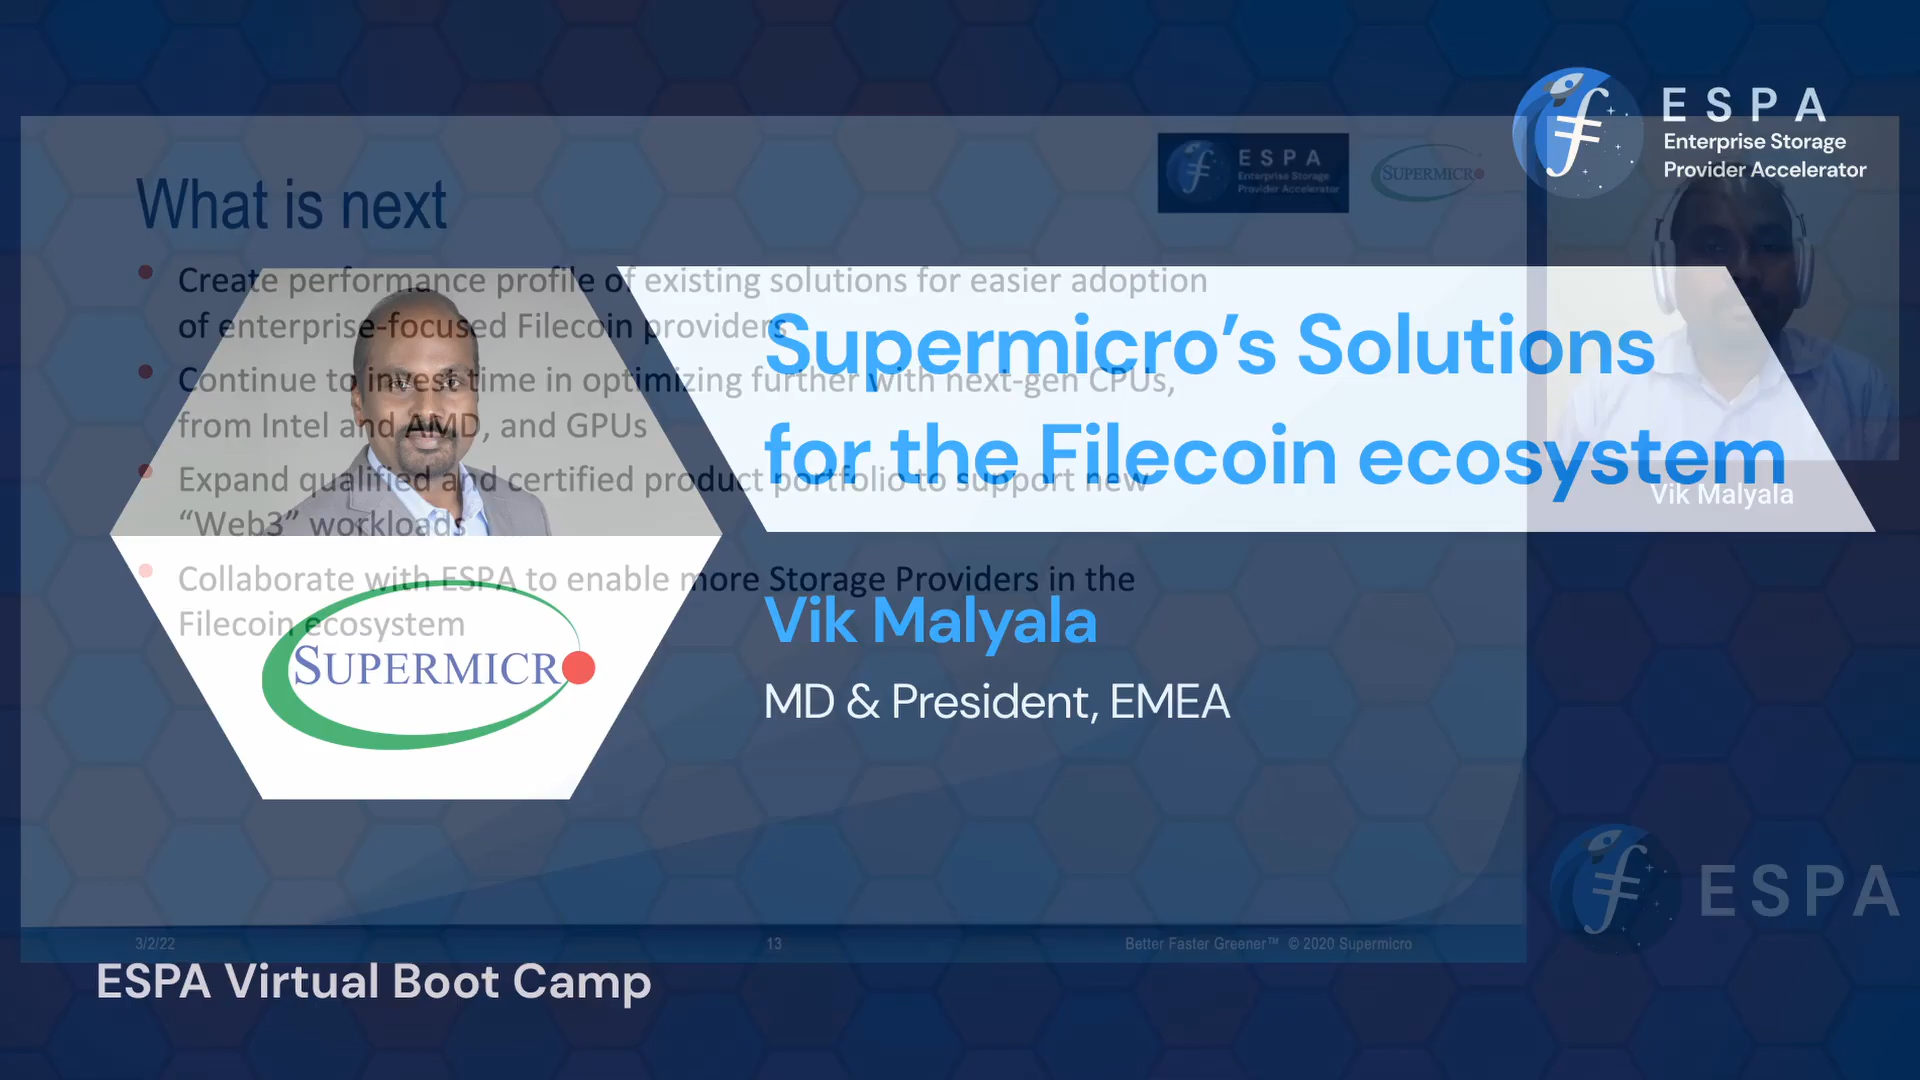 ESPA
Enterprise Storage
Provider Accelerator
What is next
ESPA
Enterprise Storage
Provider Accelerator
SUPERMICRO
Create performance profile of existing solutions for easier adoption
of enterprise-focused Filecoin providers
Continue to invest time in optimizing further with next-gen CPUs,
from Intel and AMD, and GPUs
Expand qualified and certified product portfolio to support new
“Web3” workloads
Collaborate with ESPA to enable more Storage Providers in the
Filecoin ecosystem
Supermicro’s Solutions
for the Filecoin ecosystem
Vik Malyala
Vik Malyala
MD & President, EMEA
SUPERMICR
ESPA
3/2/22
13
Better Faster Greener™ © 2020 Supermicro
ESPA Virtual Boot Camp